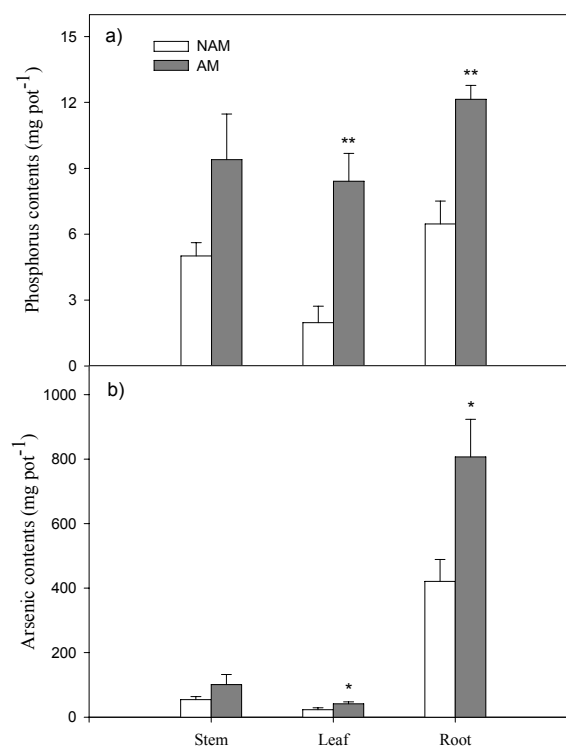 a)
NAM
AM
**
**
15
12
9
6
3
0
Phosphorus contents (mg pot-1)
b)
*
*
1000
800
600
400
200
0
Arsenic contents (mg pot-1)
Stem Leaf Root